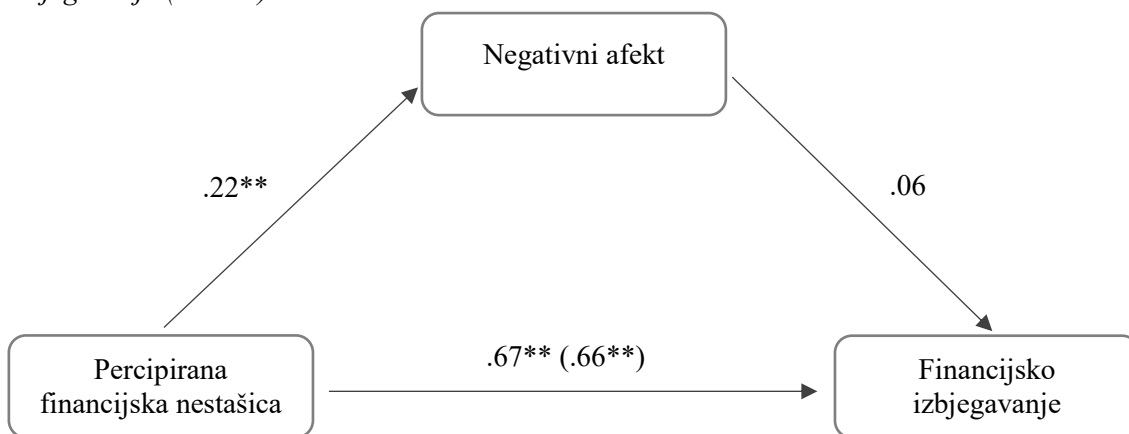 Negativni afekt
.22**
.06
.67** (.66**)
Percipirana
financijska nestašica
Financijsko
izbjegavanje